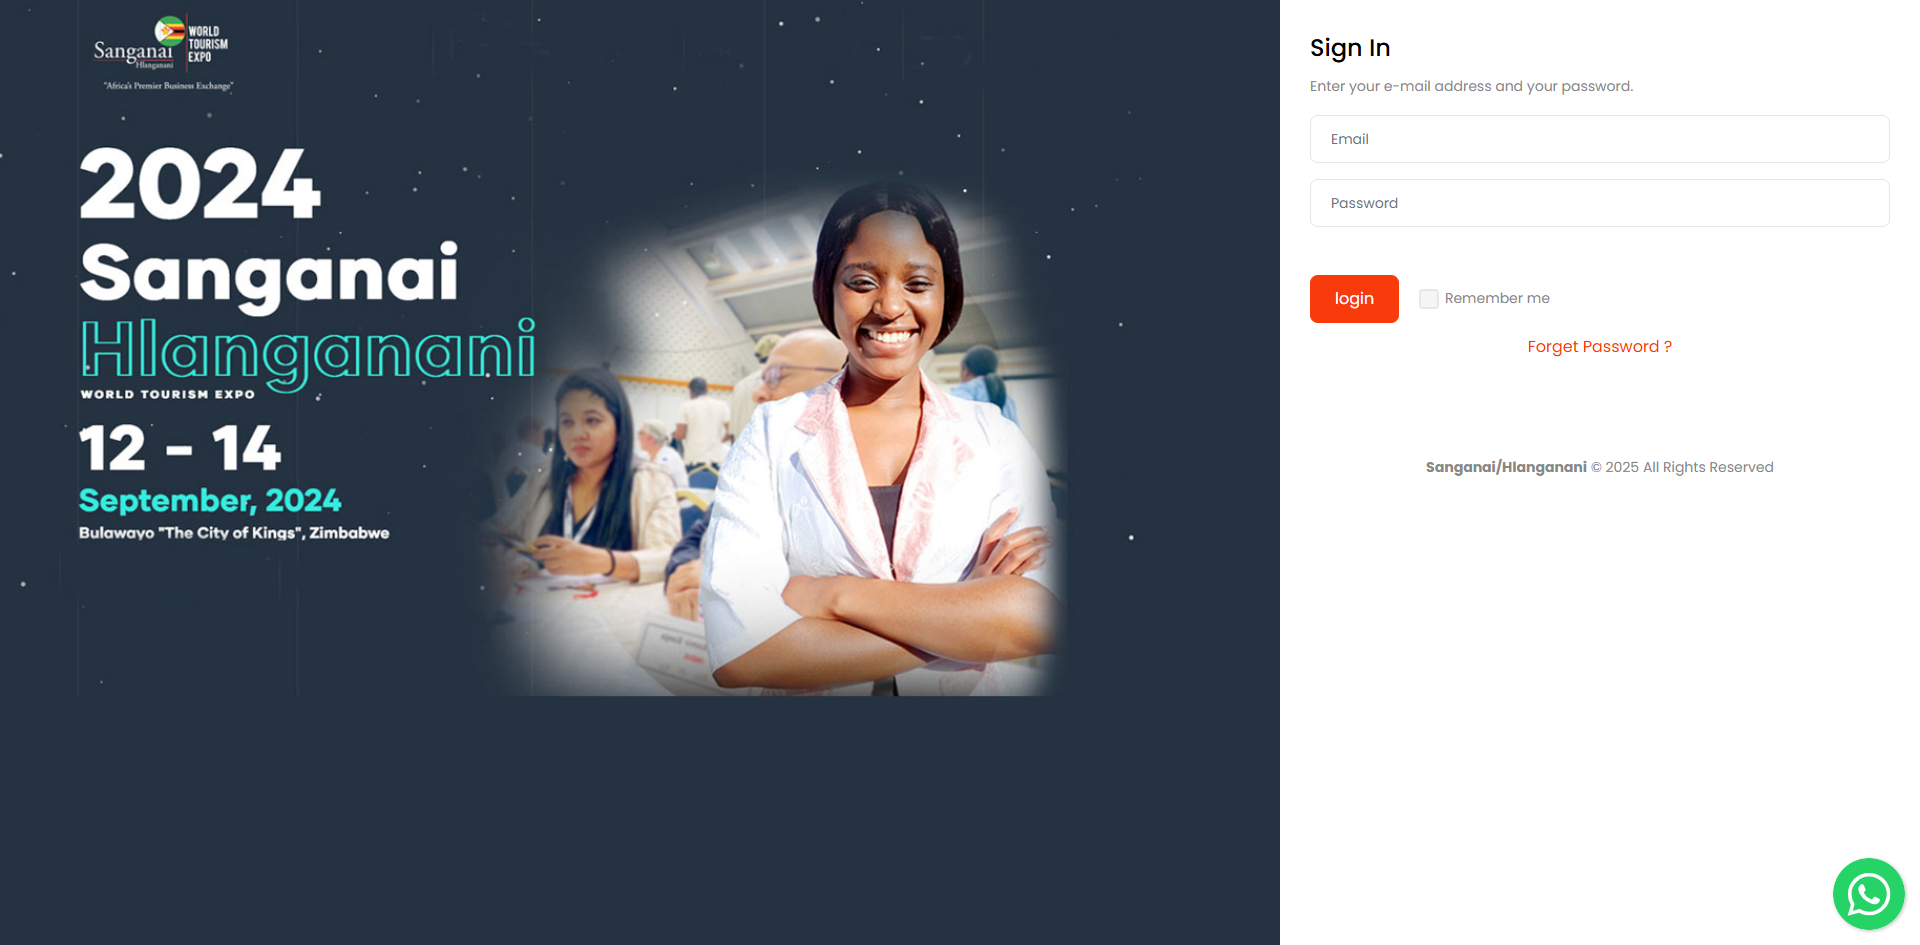 Sanganai
Hlanganani
WORLD
TOURISM
EXPO
"Africa's Premier Business Exchange"
2024
Sanganai
Hlanganani
WORLD TOURISM EXPO
12 - 14
September, 2024
Bulawayo "The City of Kings", Zimbabwe
Sign In
Enter your e-mail address and your password.
Email
Password
login
Remember me
Forget Password ?
Sanganai/Hlanganani © 2025 All Rights Reserved